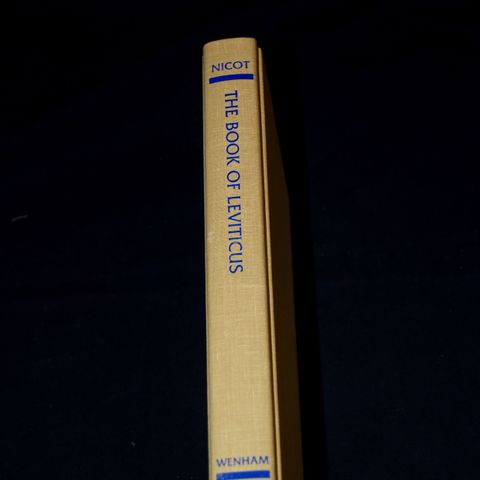 NICOT
THE BOOK OF LEVITICUS
WENHAM